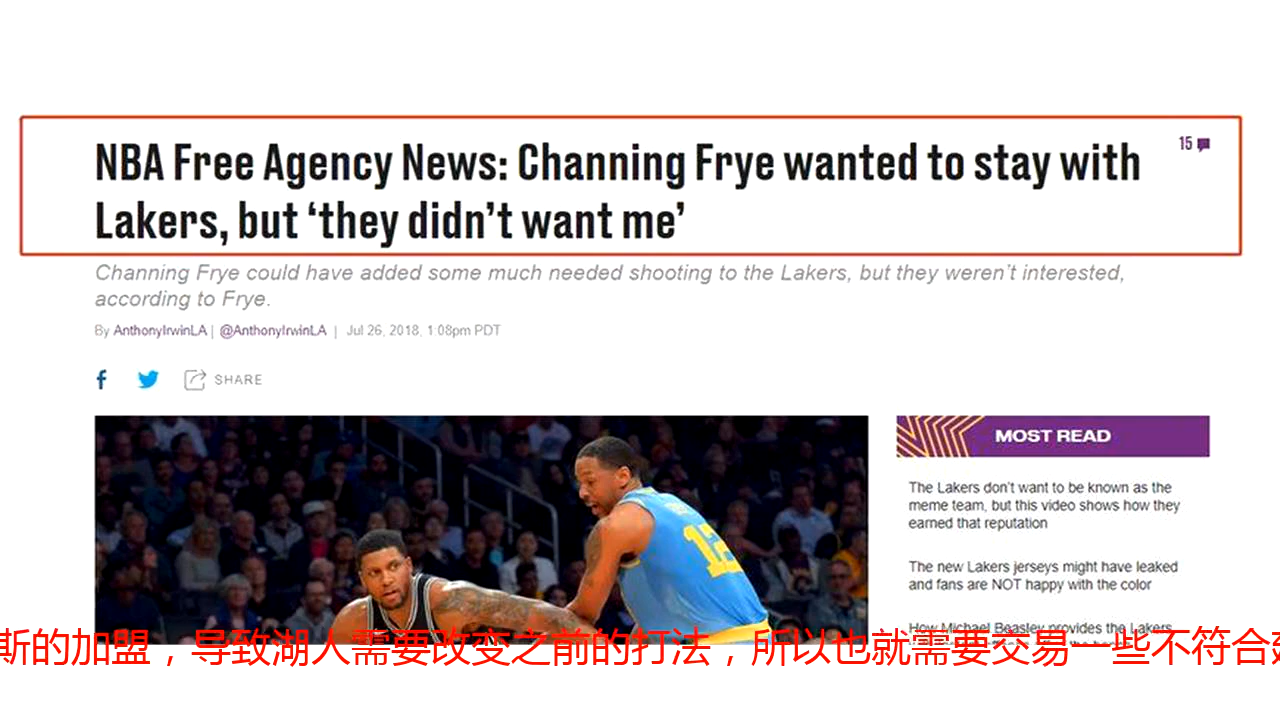 NBA Free Agency News: Channing Frye wanted to stay with
Lakers, but ‘they didn’t want me’
15
Channing Frye could have added some much needed shooting to the Lakers, but they weren’t interested,
according to Frye.
By AnthonyIrwinLA | @AnthonyIrwinLA | Jul 26, 2018, 1:08pm PDT
SHARE
MOST READ
The Lakers don’t want to be known as the
meme team, but this video shows how they
earned that reputation
The new Lakers jerseys might have leaked
and fans are NOT happy with the color
How Michael Beasley provides the Lakers
12
斯的加盟，导致湖人需要改变之前的打法，所以也就需要交易一些不符合